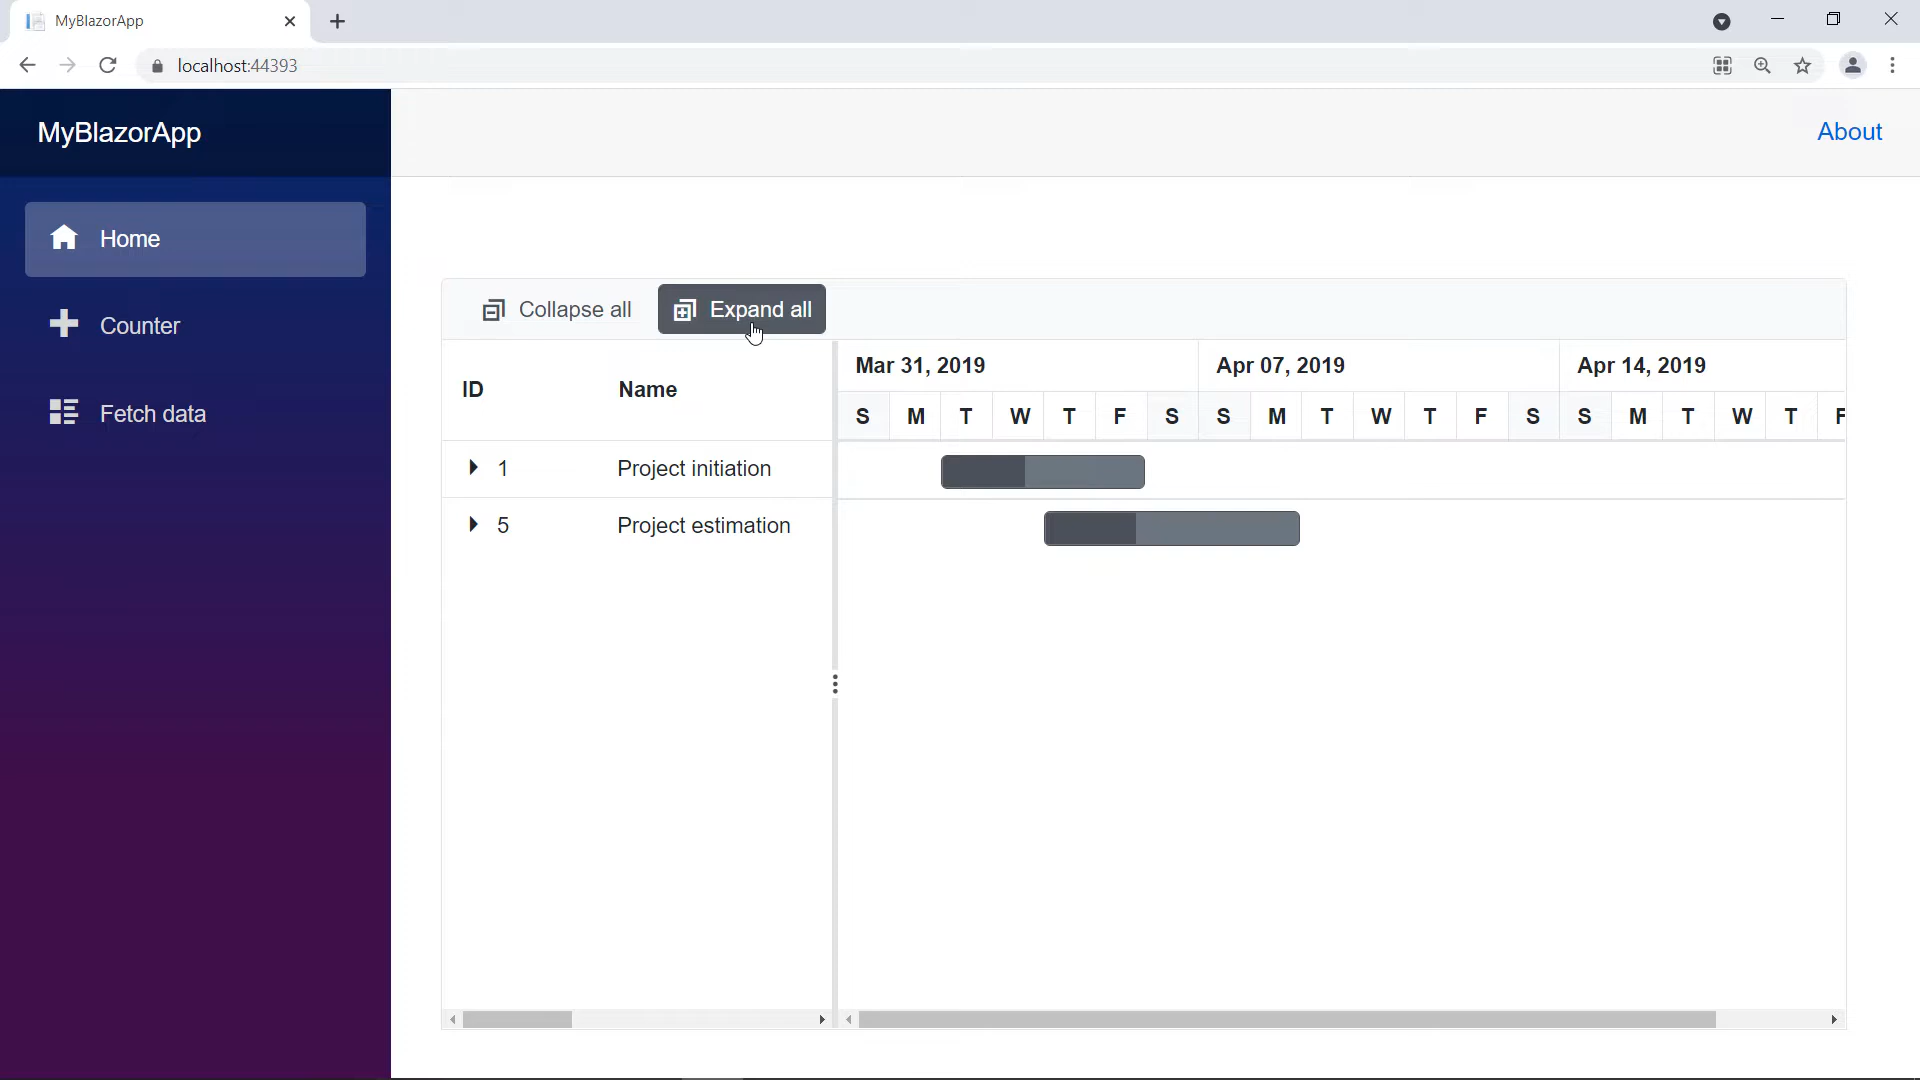 MyBlazorApp
localhost:44393
MyBlazorApp
About
Home
Counter
Fetch data
Collapse all
Expand all
ID Name
Mar 31, 2019 Apr 07, 2019 Apr 14, 2019
S M T W T F S S M T W T F S S M T W T F
1 Project initiation
5 Project estimation